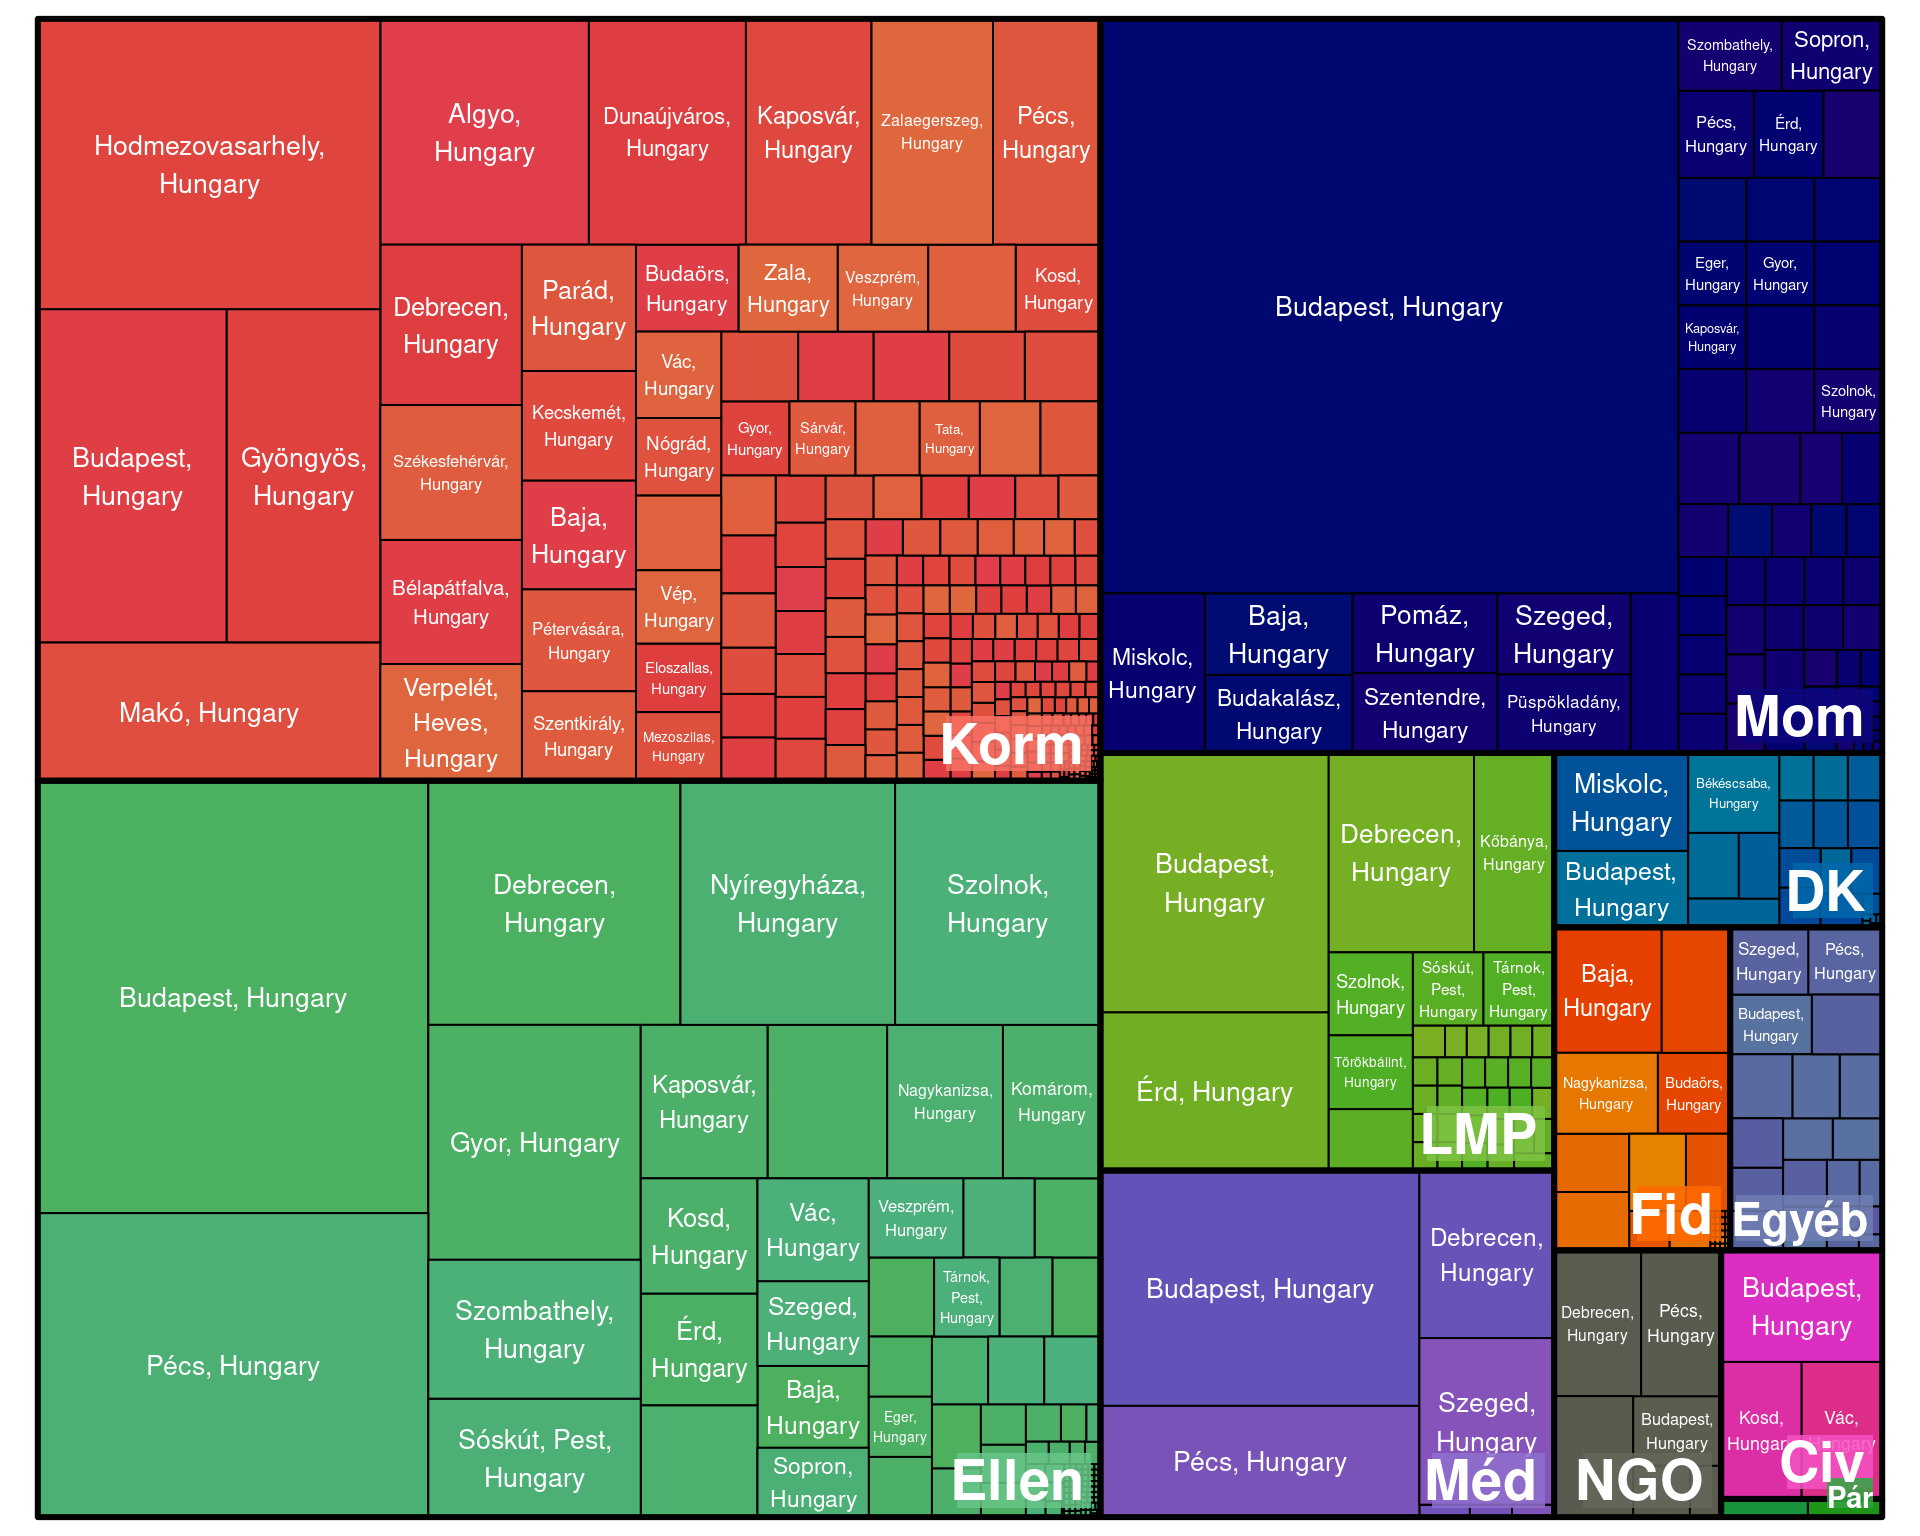 Hodmezovasarhely,
Hungary
Budapest,
Hungary
Gyöngyös,
Hungary
Makó, Hungary
Algyo,
Hungary
Dunaújváros,
Hungary
Kaposvár,
Hungary
Zalaegerszeg,
Hungary
Pécs,
Hungary
Debrecen,
Hungary
Székesfehérvár,
Hungary
Bélapátfalva,
Hungary
Verpelét,
Heves,
Hungary
Parád,
Hungary
Kecskemét,
Hungary
Baja,
Hungary
Pétervására,
Hungary
Szentkirály,
Hungary
Budaörs,
Hungary
Zala,
Hungary
Veszprém,
Hungary
Kosd,
Hungary
Vác,
Hungary
Nógrád,
Hungary
Vép,
Hungary
Eloszallas,
Hungary
Mezoszilas,
Hungary
Gyor,
Hungary
Sárvár,
Hungary
Tata,
Hungary
Korm
Budapest, Hungary
Miskolc,
Hungary
Baja,
Hungary
Budakalász,
Hungary
Pomáz,
Hungary
Szentendre,
Hungary
Szeged,
Hungary
Püspökladány,
Hungary
Szombathely,
Hungary
Sopron,
Hungary
Pécs,
Hungary
Érd,
Hungary
Eger,
Hungary
Gyor,
Hungary
Kaposvár,
Hungary
Szolnok,
Hungary
Mom
Budapest, Hungary
Pécs, Hungary
Debrecen,
Hungary
Nyíregyháza,
Hungary
Szolnok,
Hungary
Gyor, Hungary
Szombathely,
Hungary
Sóskút, Pest,
Hungary
Kaposvár,
Hungary
Nagykanizsa,
Hungary
Komárom,
Hungary
Kosd,
Hungary
Érd,
Hungary
Vác,
Hungary
Szeged,
Hungary
Baja,
Hungary
Sopron,
Hungary
Veszprém,
Hungary
Tárnok,
Pest,
Hungary
Eger,
Hungary
Ellen
Budapest,
Hungary
Érd, Hungary
Debrecen,
Hungary
Kőbánya,
Hungary
Szolnok,
Hungary
Törökbálint,
Hungary
Sóskút,
Pest,
Hungary
Tárnok,
Pest,
Hungary
LMP
Budapest, Hungary
Pécs, Hungary
Debrecen,
Hungary
Szeged,
Hungary
Méd
Miskolc,
Hungary
Budapest,
Hungary
Békéscsaba,
Hungary
DK
Baja,
Hungary
Nagykanizsa,
Hungary
Budaörs,
Hungary
Fid
Szeged,
Hungary
Pécs,
Hungary
Budapest,
Hungary
Egyéb
Debrecen,
Hungary
Pécs,
Hungary
Budapest,
Hungary
NGO
Budapest,
Hungary
Kosd,
Hungary
Vác,
Hungary
Civ
Pár